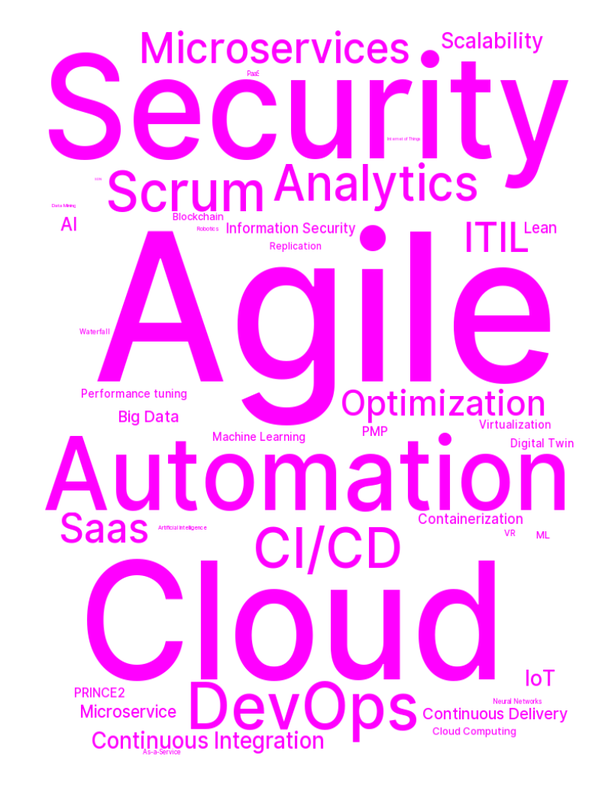 Microservices
Scalability
Security
PaaS
Internet of Things
Scrum
Analytics
Data Mining
AI
Blockchain
Robotics
Information Security
ITIL
Lean
Replication
Agile
Waterfall
Performance tuning
Optimization
Big Data
Virtualization
Machine Learning
PMP
Digital Twin
Automation
Saas
Artificial Intelligence
Containerization
CI/CD
VR
ML
Cloud
IoT
PRINCE2
DevOps
Neural Networks
Microservice
Continuous Delivery
Cloud Computing
Continuous Integration
As-a-Service